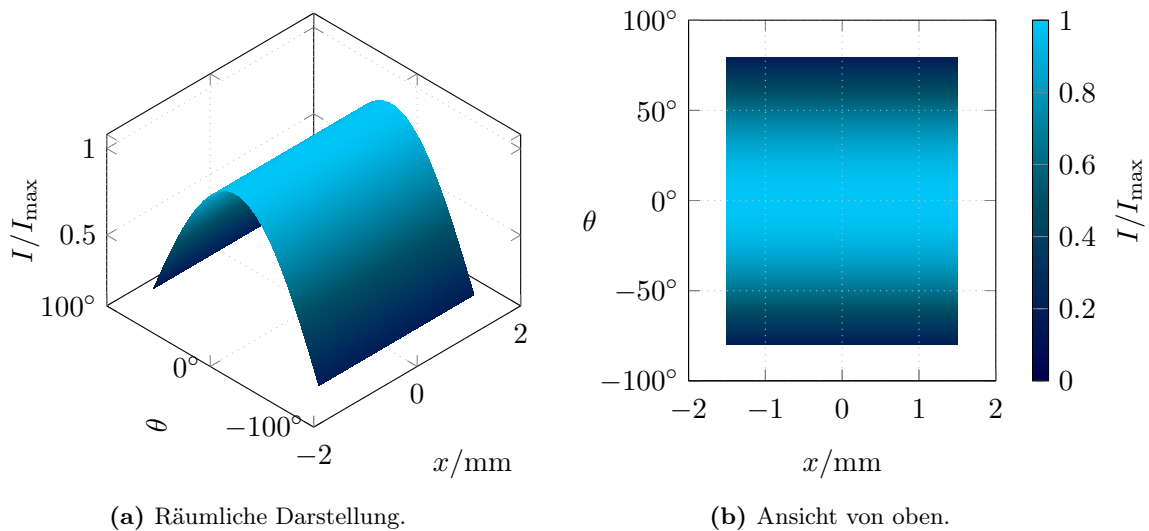 1
0.5
I/I_max
100°
0°
−100°
θ
−2
0
2
x/mm
(a) Räumliche Darstellung.
100°
50°
0°
−50°
−100°
θ
−2 −1 0 1 2
x/mm
1
0.8
0.6
0.4
0.2
0
I/I_max
(b) Ansicht von oben.